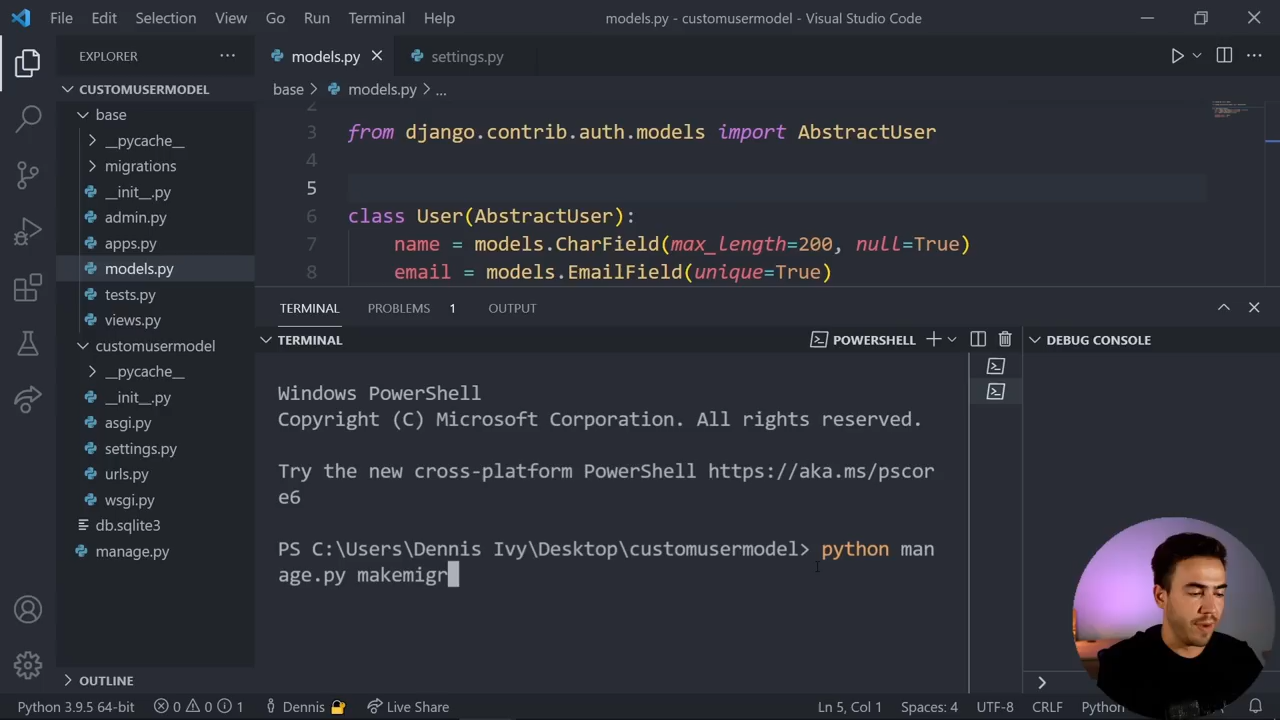 File Edit Selection View Go Run Terminal Help models.py - customusermodel - Visual Studio Code
EXPLORER
CUSTOMUSERMODEL
base
__pycache__
migrations
__init__.py
admin.py
apps.py
models.py
tests.py
views.py
customusermodel
__pycache__
__init__.py
asgi.py
settings.py
urls.py
wsgi.py
db.sqlite3
manage.py
OUTLINE
models.py settings.py
base models.py ...
2
3 from django.contrib.auth.models import AbstractUser
4
5
6 class User(AbstractUser):
7 name = models.CharField(max_length=200, null=True)
8 email = models.EmailField(unique=True)
TERMINAL PROBLEMS 1 OUTPUT
TERMINAL POWERSHELL
Windows PowerShell
Copyright (C) Microsoft Corporation. All rights reserved.
Try the new cross-platform PowerShell https://aka.ms/pscor
e6
PS C:\Users\Dennis Ivy\Desktop\customusermodel> python man
age.py makemigr
DEBUG CONSOLE
Python 3.9.5 64-bit 0 0 1 Dennis Live Share Ln 5, Col 1 Spaces: 4 UTF-8 CRLF Python